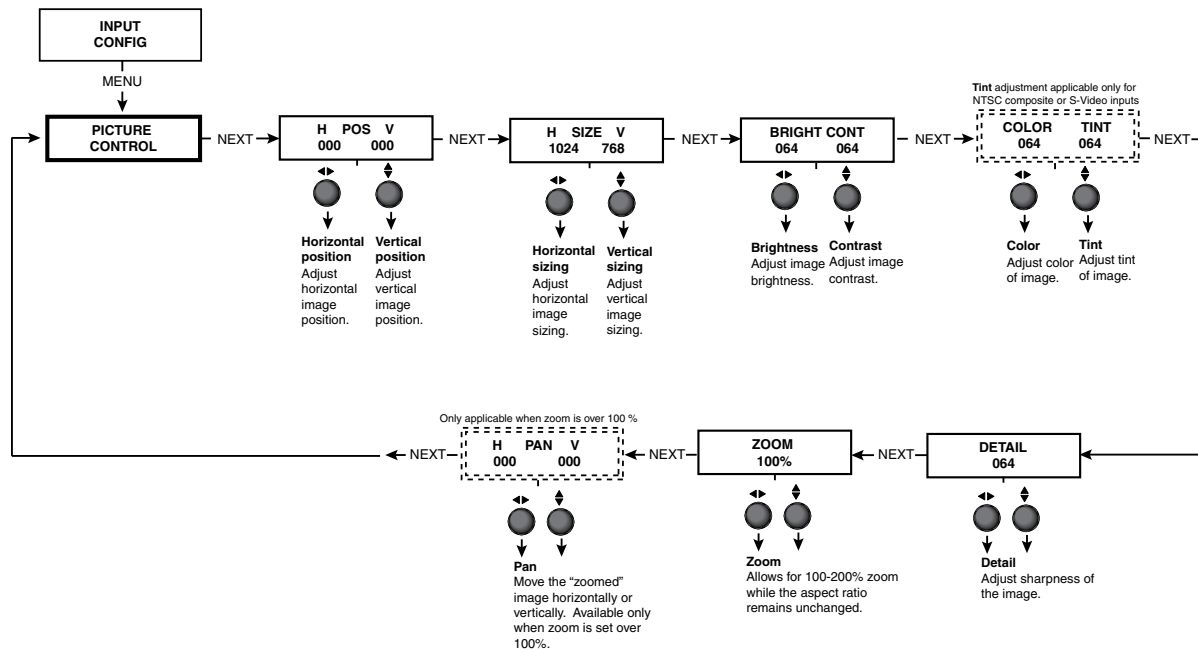 INPUT
CONFIG
MENU
PICTURE
CONTROL
NEXT
H POS V
000 000
Horizontal
position
Adjust
horizontal
image
position.
Vertical
position
Adjust
vertical
image
position.
NEXT
H SIZE V
1024 768
Horizontal
sizing
Adjust
horizontal
image
sizing.
Vertical
sizing
Adjust
vertical
image
sizing.
NEXT
BRIGHT CONT
064 064
Brightness
Adjust image
brightness.
Contrast
Adjust image
contrast.
NEXT
Tint adjustment applicable only for
NTSC composite or S-Video inputs
COLOR TINT
064 064
Color
Adjust color
of image.
Tint
Adjust tint
of image.
NEXT
DETAIL
064
Detail
Adjust sharpness of
the image.
NEXT
ZOOM
100%
Zoom
Allows for 100-200% zoom
while the aspect ratio
remains unchanged.
NEXT
Only applicable when zoom is over 100 %
H PAN V
000 000
Pan
Move the “zoomed”
image horizontally or
vertically. Available only
when zoom is set over
100%.
NEXT